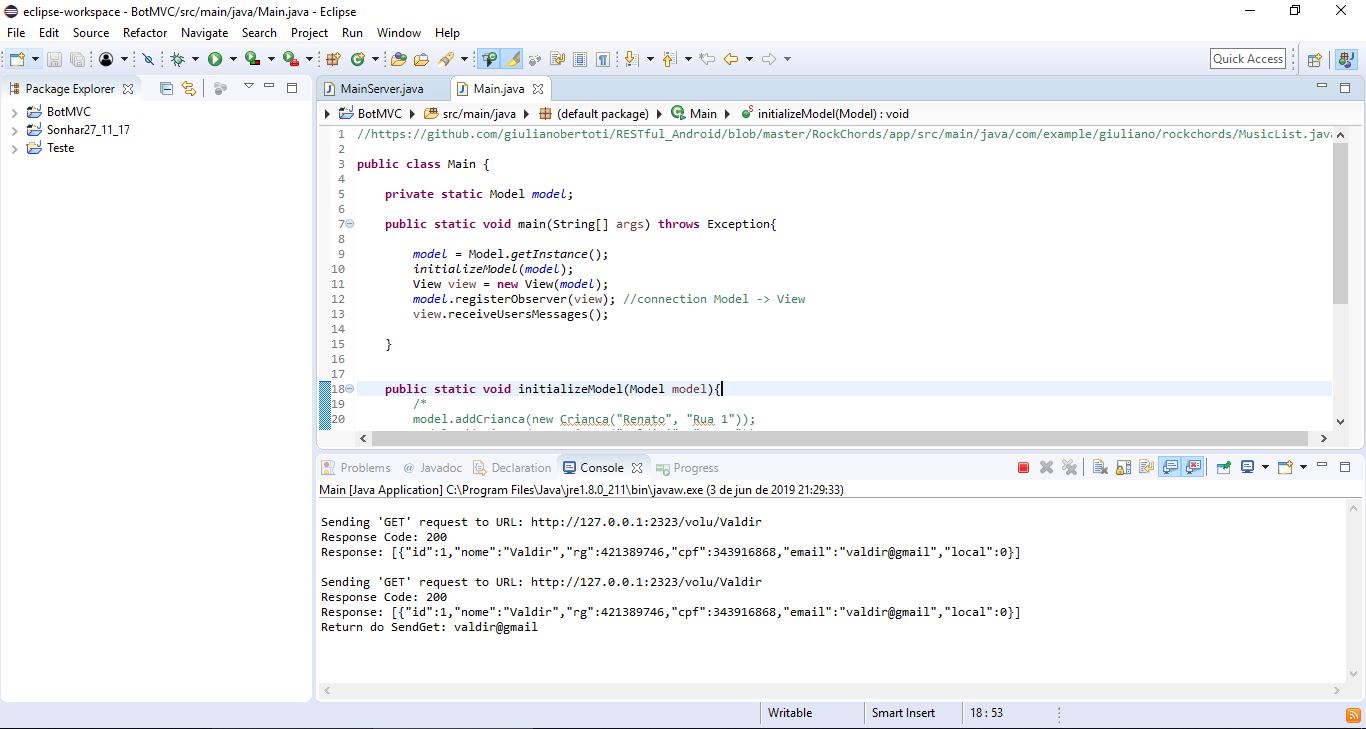 eclipse-workspace - BotMVC/src/main/java/Main.java - Eclipse
File Edit Source Refactor Navigate Search Project Run Window Help
Quick Access
Package Explorer
BotMVC
Sonhar27_11_17
Teste
MainServer.java Main.java
BotMVC src/main/java (default package) Main initializeModel(Model) : void
1 //https://github.com/giulianobertoti/RESTful_Android/blob/master/RockChords/app/src/main/java/com/example/giuliano/rockchords/MusicList.java
2
3 public class Main {
4
5 private static Model model;
6
7 public static void main(String[] args) throws Exception{
8
9 model = Model.getInstance();
10 initializeModel(model);
11 View view = new View(model);
12 model.registerObserver(view); //connection Model -> View
13 view.receiveUsersMessages();
14
15 }
16
17
18 public static void initializeModel(Model model){
19 /*
20 model.addCrianca(new Crianca("Renato", "Rua 1"));
Problems Javadoc Declaration Console Progress
Main [Java Application] C:\Program Files\Java\jre1.8.0_211\bin\javaw.exe (3 de jun de 2019 21:29:33)
Sending 'GET' request to URL: http://127.0.0.1:2323/volu/Valdir
Response Code: 200
Response: [{"id":1,"nome":"Valdir","rg":421389746,"cpf":343916868,"email":"valdir@gmail","local":0}]
Sending 'GET' request to URL: http://127.0.0.1:2323/volu/Valdir
Response Code: 200
Response: [{"id":1,"nome":"Valdir","rg":421389746,"cpf":343916868,"email":"valdir@gmail","local":0}]
Return do SendGet: valdir@gmail
Writable Smart Insert 18 : 53